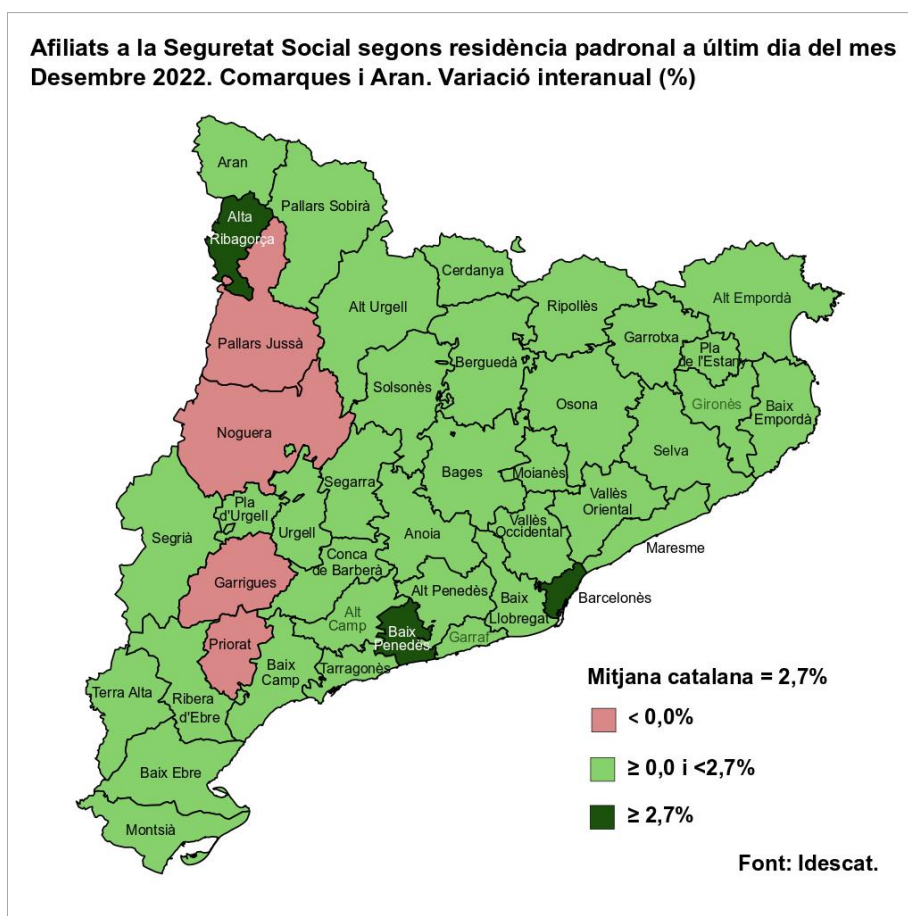 Afiliats a la Seguretat Social segons residència padronal a últim dia del mes
Desembre 2022. Comarques i Aran. Variació interanual (%)
Aran
Pallars Sobirà
Alta
Ribagorça
Cerdanya
Alt Urgell
Ripollès
Alt Empordà
Garrotxa
Pla
de l'Estany
Pallars Jussà
Berguedà
Solsonès
Osona
Gironès
Baix
Empordà
Noguera
Selva
Bages
Moianès
Segarra
Vallès
Oriental
Pla
d'Urgell
Segrià
Urgell
Anoia
Vallès
Occidental
Maresme
Conca
de Barberà
Garrigues
Alt Penedès
Baix
Llobregat
Barcelonès
Alt
Camp
Baix
Penedès
Garraf
Priorat
Baix
Camp
Tarragonès
Terra Alta
Ribera
d'Ebre
Baix Ebre
Montsià
Mitjana catalana = 2,7%
< 0,0%
≥ 0,0 i <2,7%
≥ 2,7%
Font: Idescat.